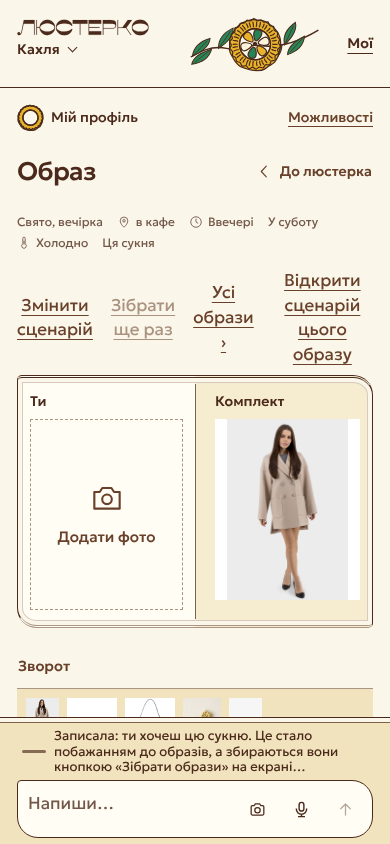 ЛЮСТЕРКО
Кахля
Мої
Мій профіль
Можливості
Образ
До люстерка
Свято, вечірка в кафе Ввечері У суботу
Холодно Ця сукня
Змінити
сценарій
Зібрати
ще раз
Усі
образи
›
Відкрити
сценарій
цього
образу
Ти
Комплект
Додати фото
Зворот
Записала: ти хочеш цю сукню. Це стало
побажанням до образів, а збираються вони
кнопкою «Зібрати образи» на екрані…
Напиши…